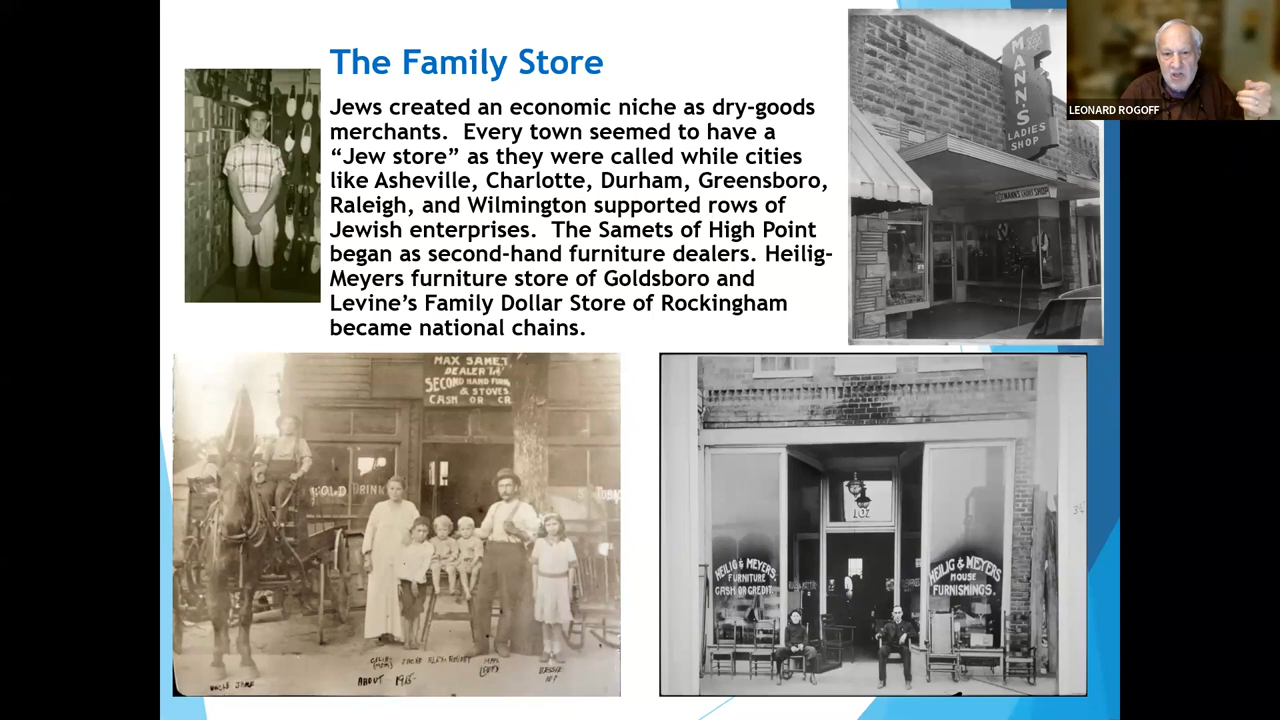 The Family Store
Jews created an economic niche as dry-goods
merchants.  Every town seemed to have a
“Jew store” as they were called while cities
like Asheville, Charlotte, Durham, Greensboro,
Raleigh, and Wilmington supported rows of
Jewish enterprises.  The Samets of High Point
began as second-hand furniture dealers. Heilig-
Meyers furniture store of Goldsboro and
Levine’s Family Dollar Store of Rockingham
became national chains.
MANN'S
LADIES
SHOP
MANN'S LADIES SHOP
LEONARD ROGOFF
MAX SAMET
DEALER IN
SECOND HAND FURN
& STOVES
CASH OR CR
COLD DRINK
ABOUT 1915
107
HEILIG & MEYERS.
FURNITURE
CASH OR CREDIT.
HEILIG & MEYERS
HOUSE
FURNISHINGS.